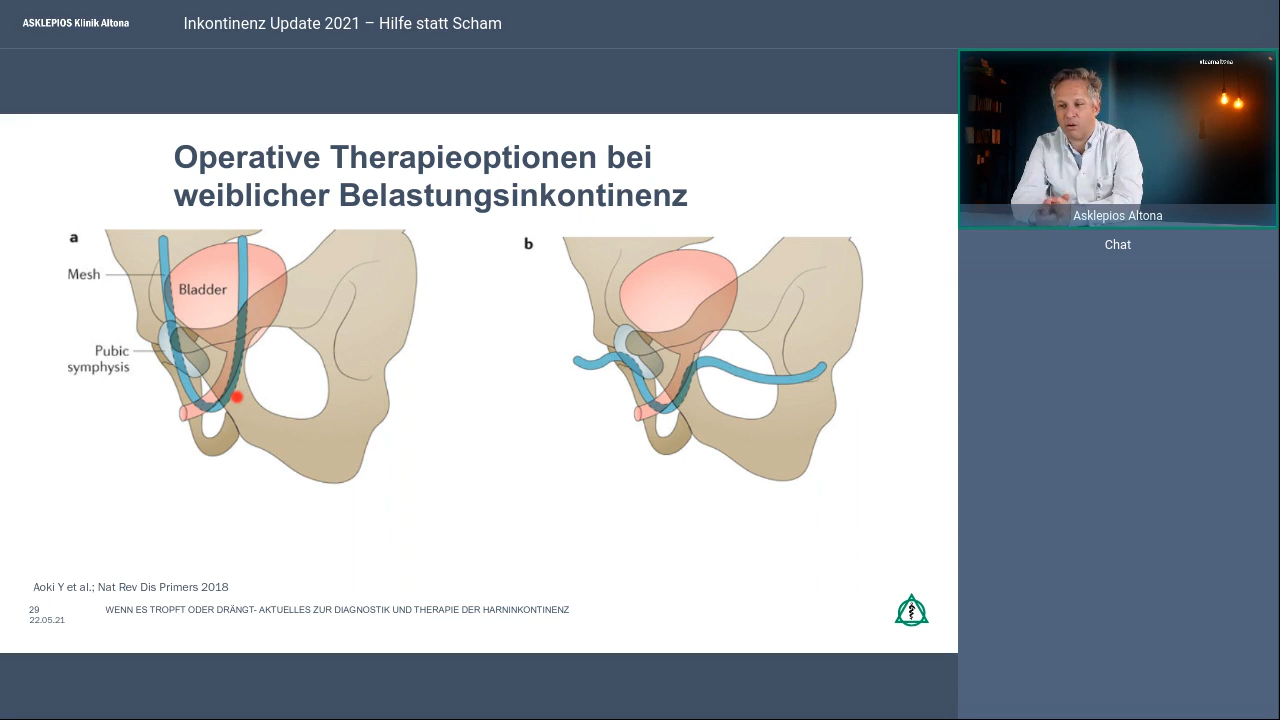 ASKLEPIOS Klinik Altona
Inkontinenz Update 2021 – Hilfe statt Scham
#teamaltona
Asklepios Altona
Chat
Operative Therapieoptionen bei
weiblicher Belastungsinkontinenz
a
b
Mesh
Bladder
Pubic
symphysis
Aoki Y et al.; Nat Rev Dis Primers 2018
29
WENN ES TROPFT ODER DRÄNGT- AKTUELLES ZUR DIAGNOSTIK UND THERAPIE DER HARNINKONTINENZ
22.05.21